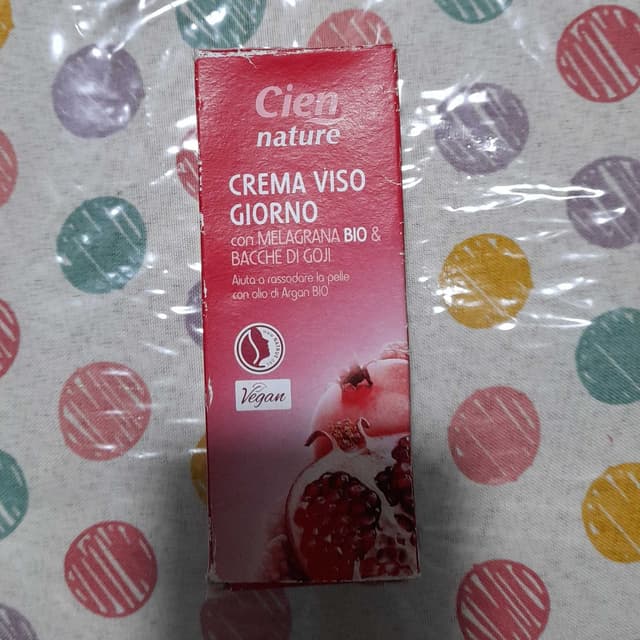 Cien
nature
CREMA VISO
GIORNO
con MELAGRANA BIO &
BACCHE DI GOJI
Aiuta a rassodare la pelle
con olio di Argan BIO
Vegan